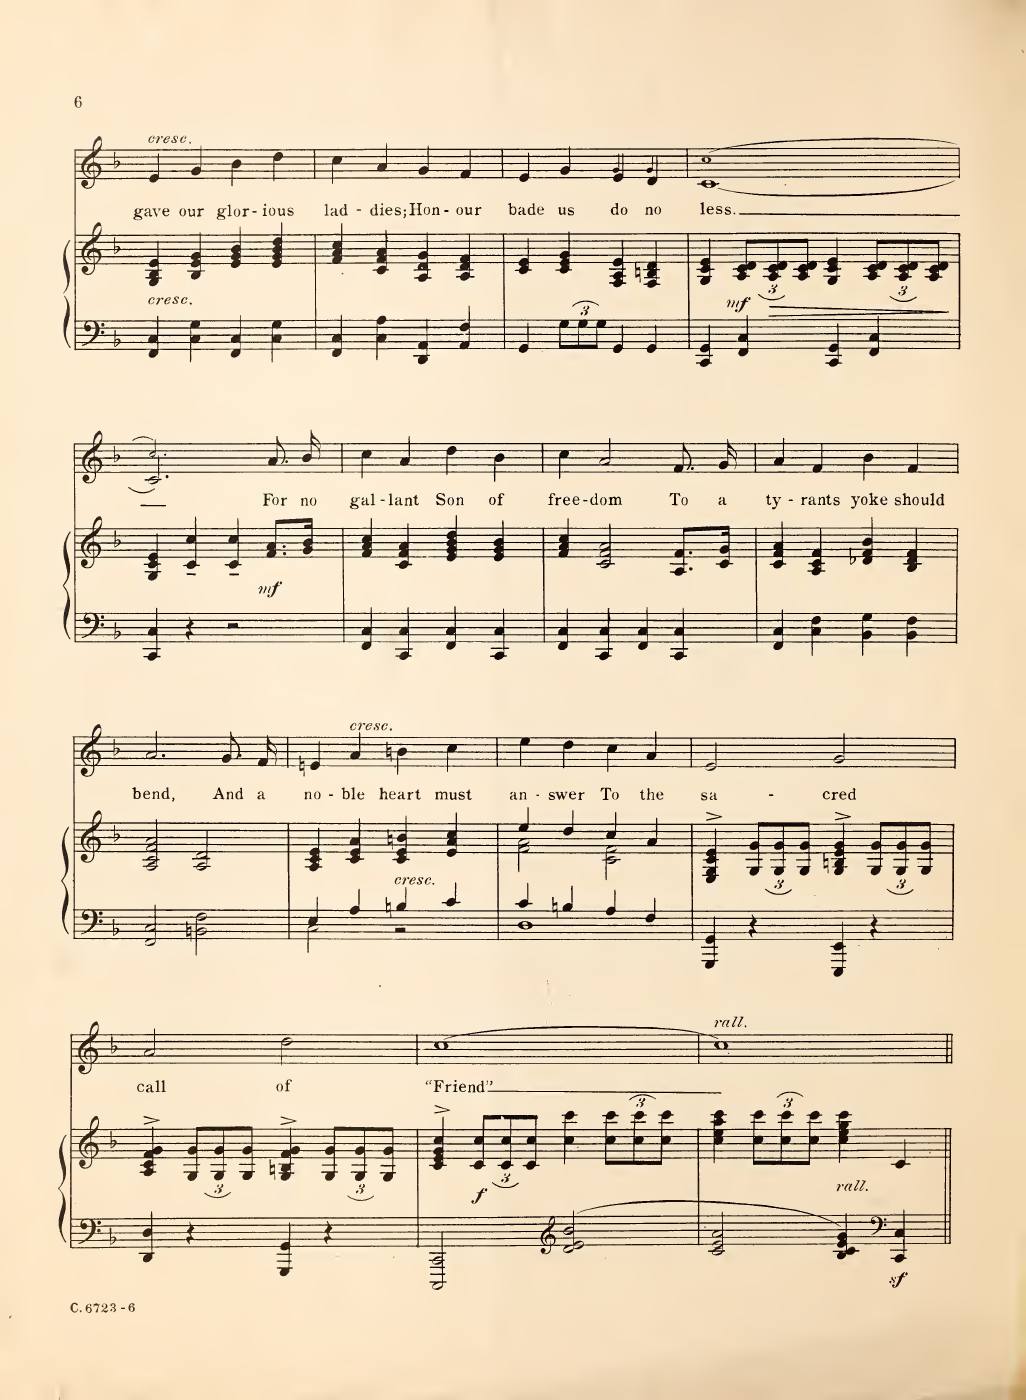 6
cresc.
gave our glor - ious lad - dies; Hon - our bade us do no less.
cresc.
3
mf 3 3
For no gal - lant Son of free - dom To a ty - rants yoke should
mf
cresc.
bend, And a no - ble heart must an - swer To the sa - cred
cresc.
3 3
rall.
call of “Friend”
3 3
3 3
3 3
f
rall.
sf
C. 6723 - 6